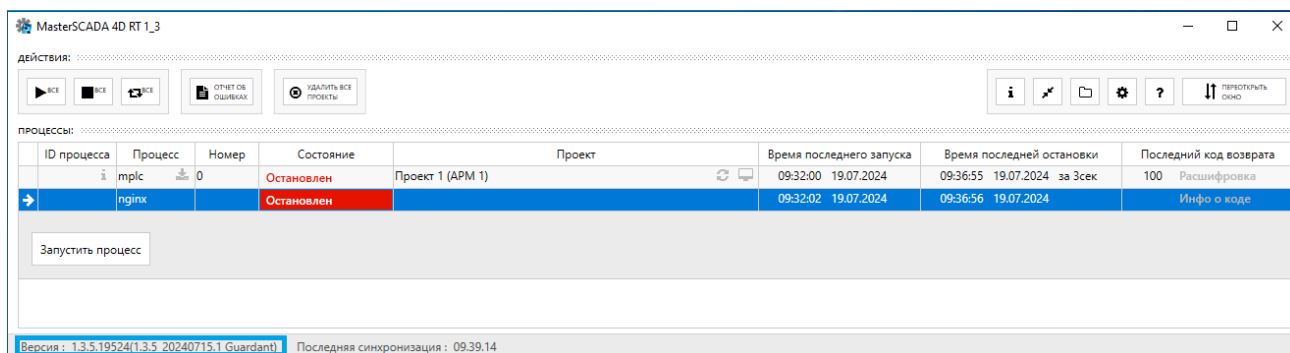 MasterSCADA 4D RT 1_3
ДЕЙСТВИЯ:
ВСЕ ВСЕ ВСЕ ОТЧЕТ ОБ ОШИБКАХ УДАЛИТЬ ВСЕ ПРОЕКТЫ i ? ПЕРЕОТКРЫТЬ ОКНО
ПРОЦЕССЫ:
ID процесса Процесс Номер Состояние Проект Время последнего запуска Время последней остановки Последний код возврата
i mplc 0 Остановлен Проект 1 (АРМ 1) 09:32:00 19.07.2024 09:36:55 19.07.2024 за 3сек 100 Расшифровка
nginx Остановлен 09:32:02 19.07.2024 09:36:56 19.07.2024 Инфо о коде
Запустить процесс
Версия : 1.3.5.19524(1.3.5_20240715.1 Guardant) Последняя синхронизация : 09.39.14